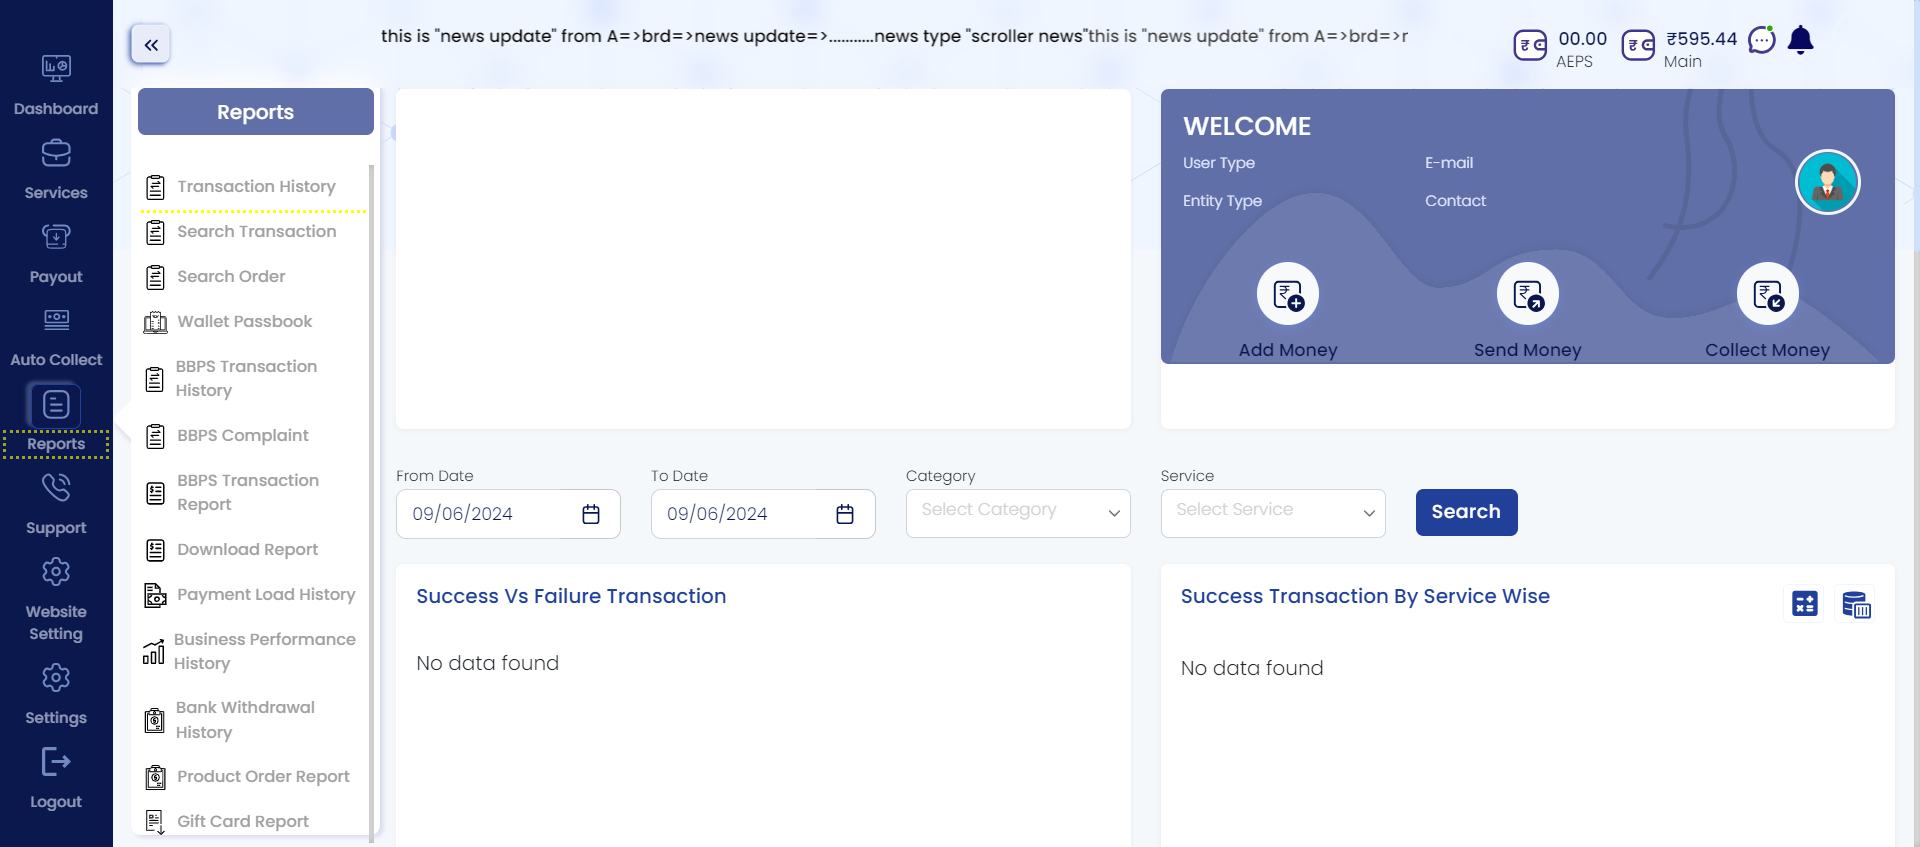 this is "news update" from A=>brd=>news update=>...........news type "scroller news"this is "news update" from A=>brd=>r
00.00
AEPS
₹595.44
Main
Dashboard
Services
Payout
Auto Collect
Reports
Support
Website
Setting
Settings
Logout
Reports
Transaction History
Search Transaction
Search Order
Wallet Passbook
BBPS Transaction
History
BBPS Complaint
BBPS Transaction
Report
Download Report
Payment Load History
Business Performance
History
Bank Withdrawal
History
Product Order Report
Gift Card Report
WELCOME
User Type
E-mail
Entity Type
Contact
Add Money
Send Money
Collect Money
From Date
To Date
Category
Service
09/06/2024
09/06/2024
Select Category
Select Service
Search
Success Vs Failure Transaction
No data found
Success Transaction By Service Wise
No data found